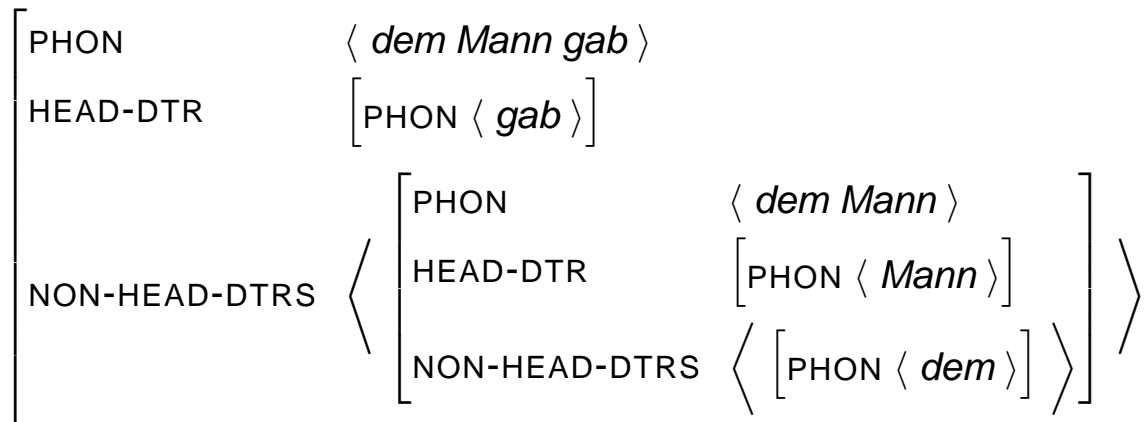 PHON ⟨ dem Mann gab ⟩
HEAD-DTR [PHON ⟨ gab ⟩]
PHON ⟨ dem Mann ⟩
HEAD-DTR [PHON ⟨ Mann ⟩]
NON-HEAD-DTRS ⟨
NON-HEAD-DTRS ⟨ [PHON ⟨ dem ⟩] ⟩ ⟩